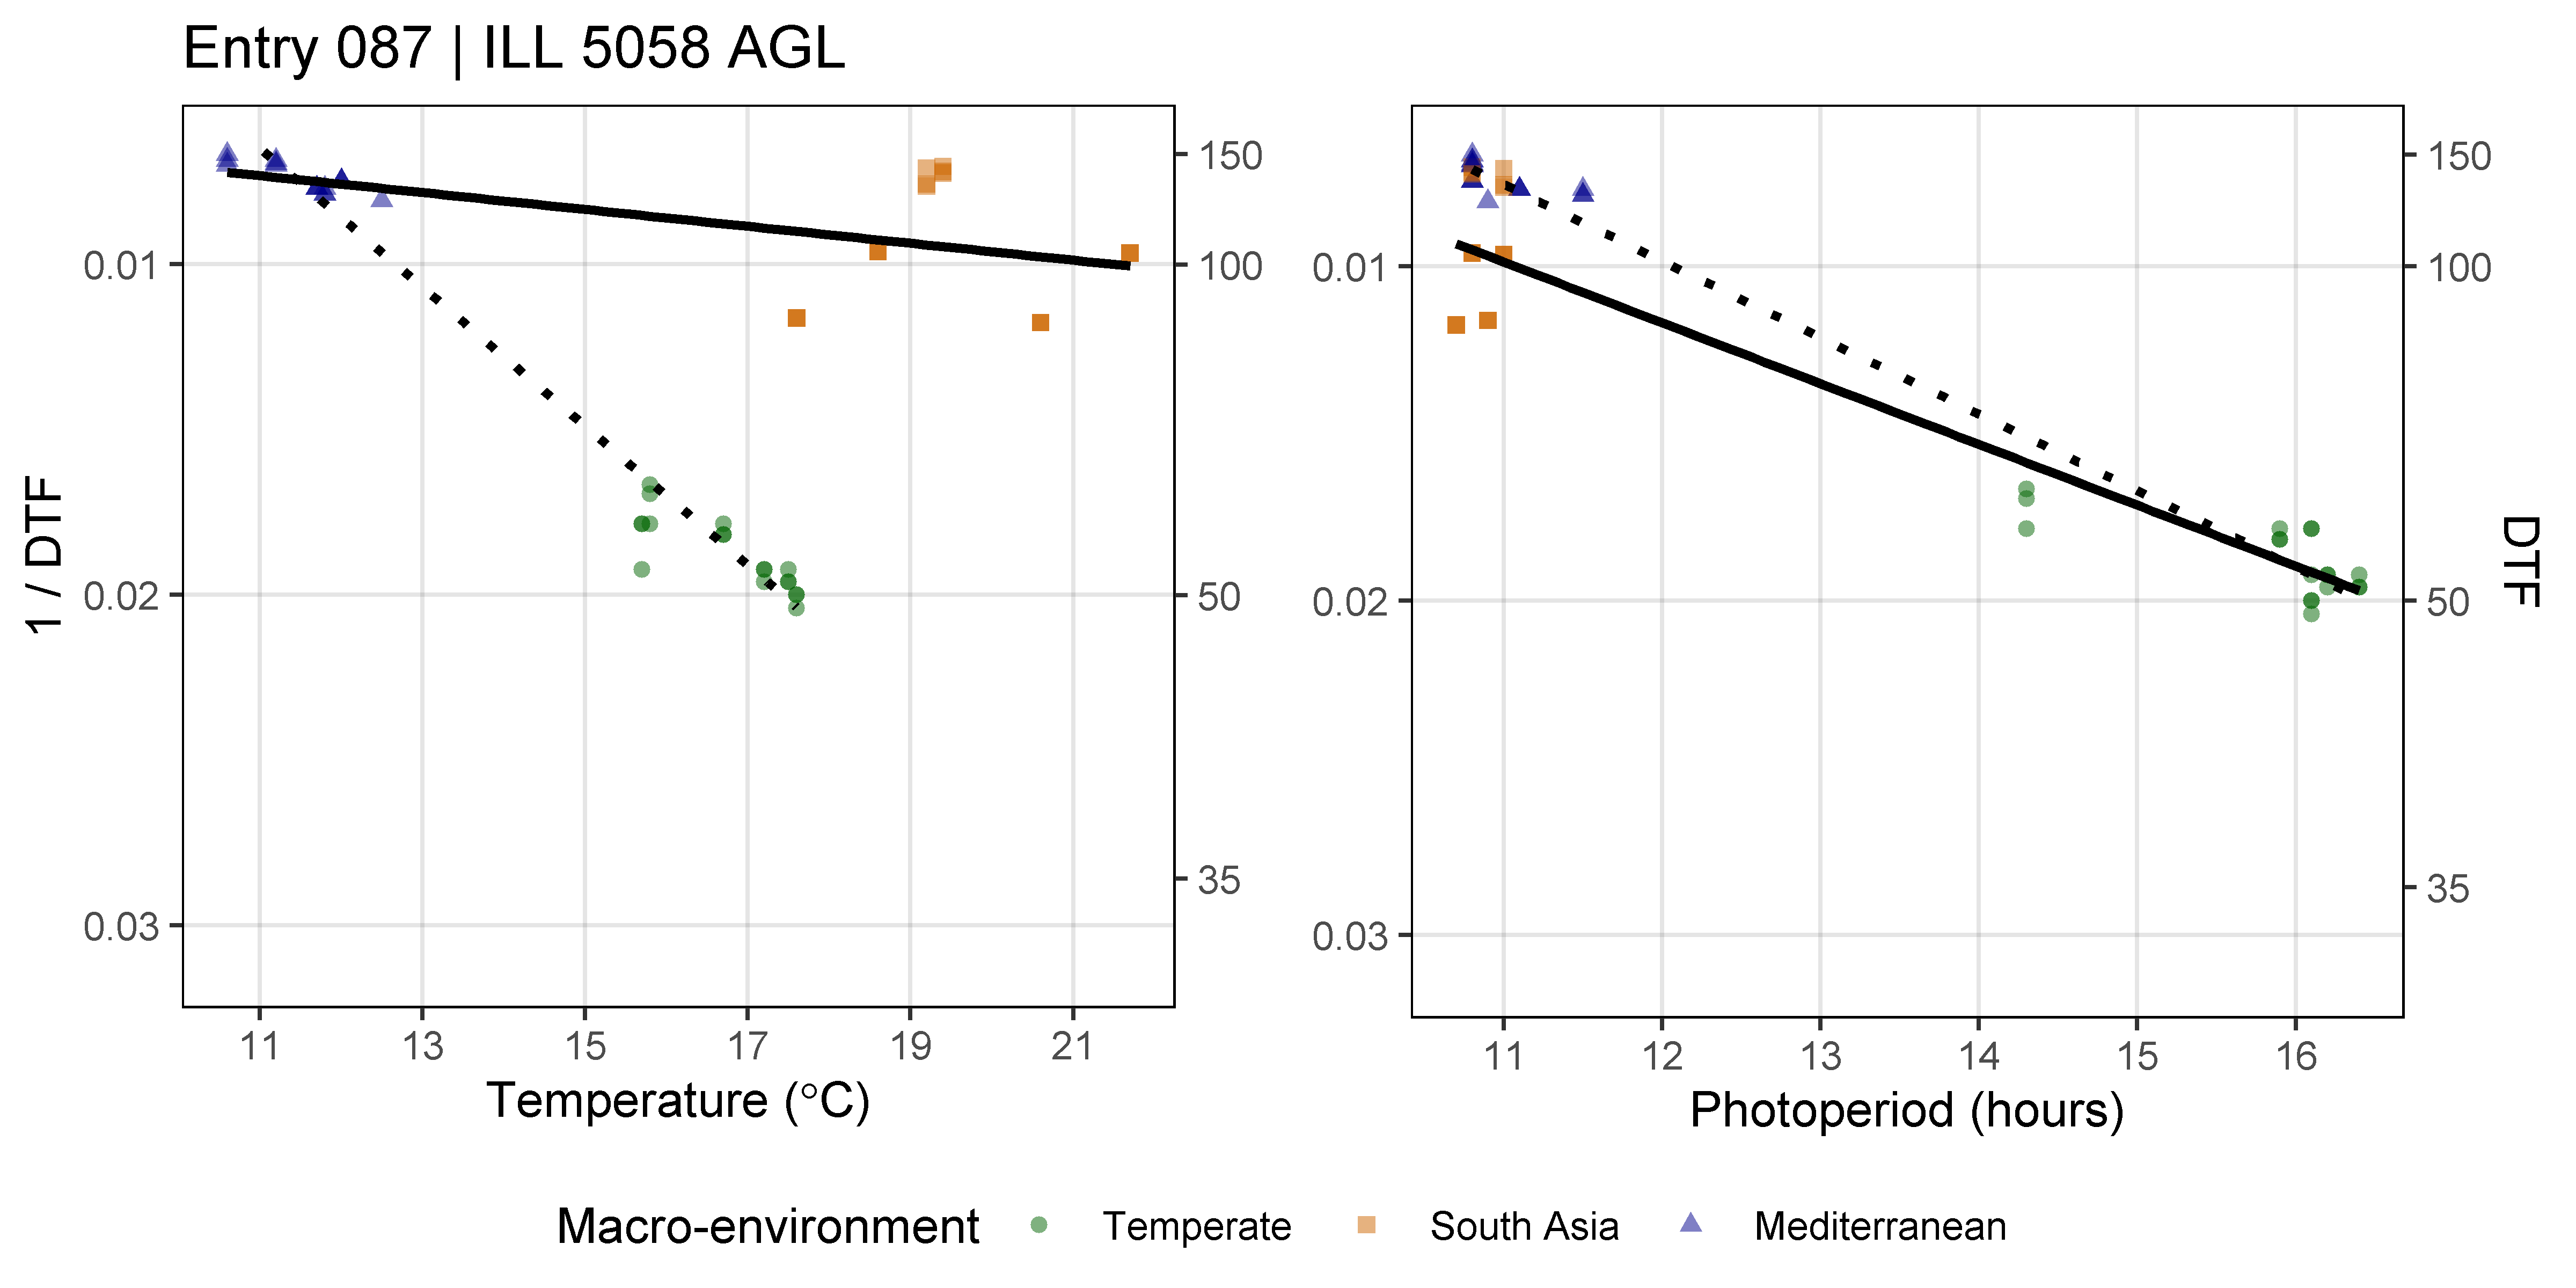 Entry 087 | ILL 5058 AGL
1 / DTF
0.01
0.02
0.03
150
100
50
35
11 13 15 17 19 21
Temperature (°C)
0.01
0.02
0.03
150
100
50
35
DTF
11 12 13 14 15 16
Photoperiod (hours)
Macro-environment Temperate South Asia Mediterranean